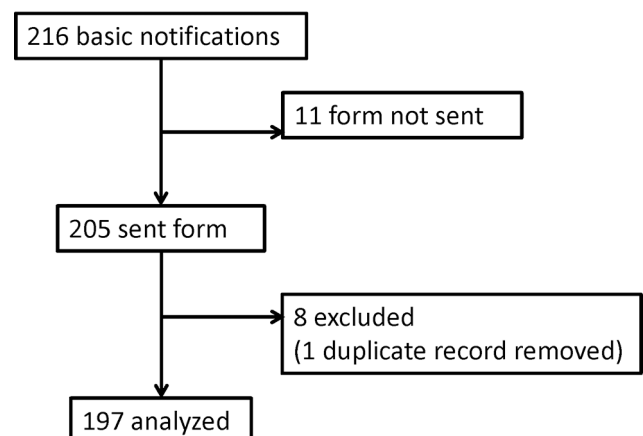 216 basic notifications
11 form not sent
205 sent form
8 excluded
(1 duplicate record removed)
197 analyzed